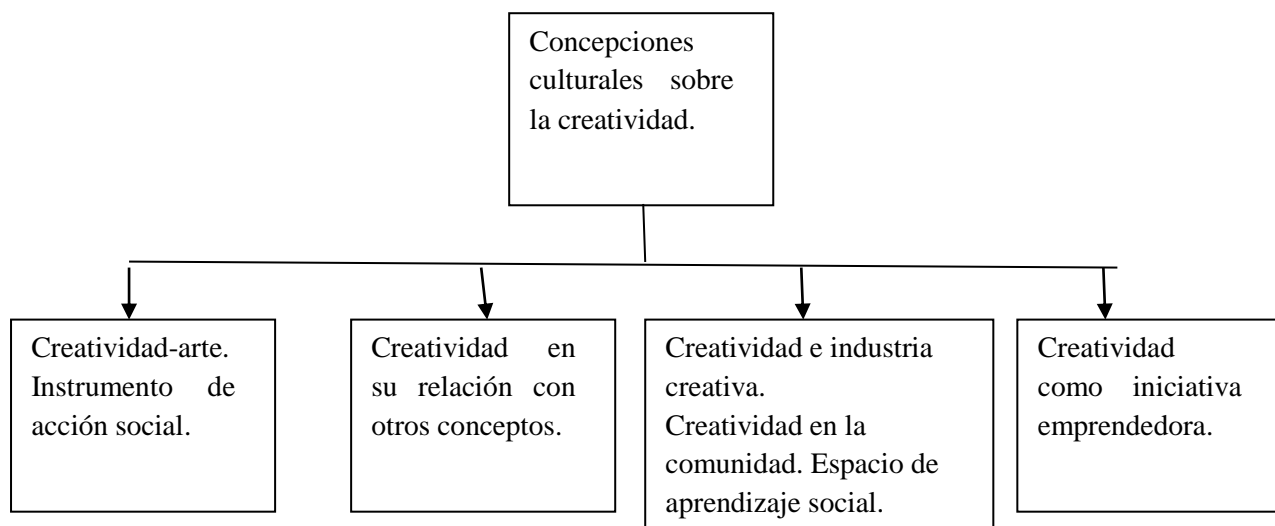 Concepciones
culturales sobre
la creatividad.
Creatividad-arte.
Instrumento de
acción social.
Creatividad en
su relación con
otros conceptos.
Creatividad e industria
creativa.
Creatividad en la
comunidad. Espacio de
aprendizaje social.
Creatividad
como iniciativa
emprendedora.